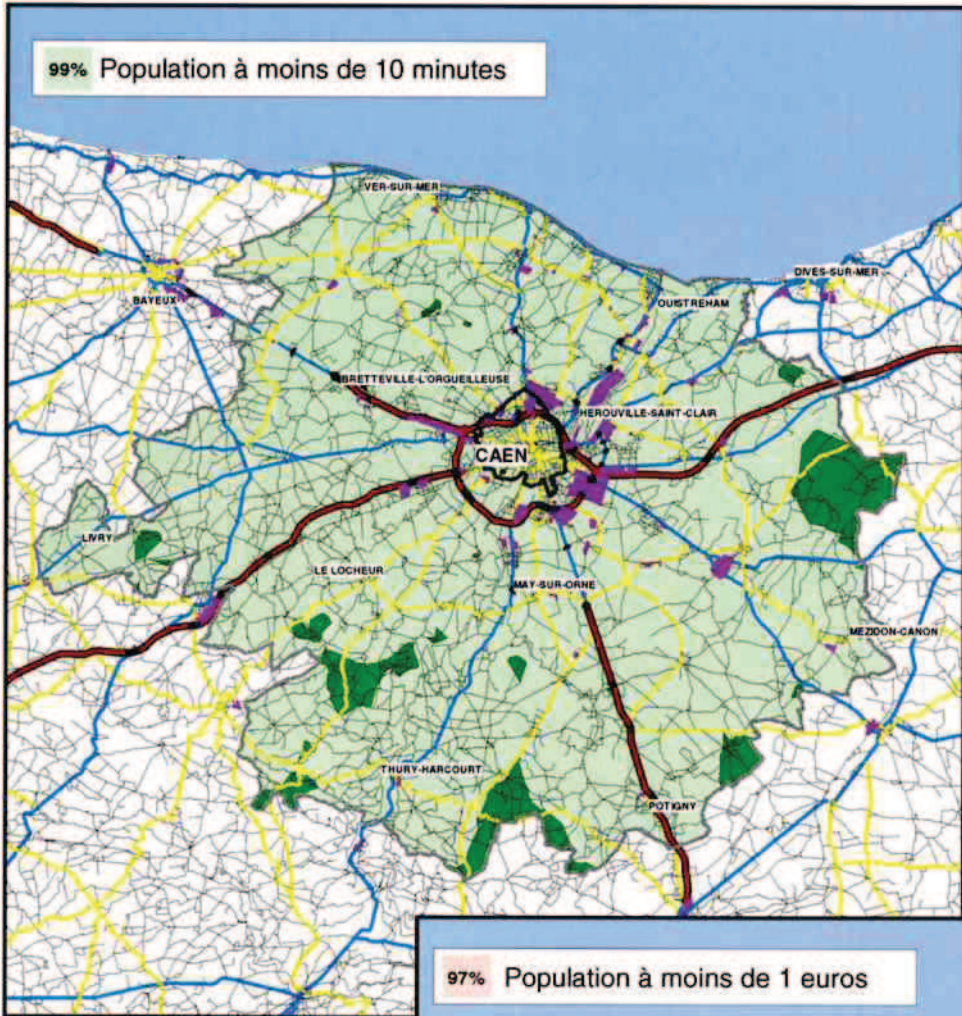 99% Population à moins de 10 minutes
VER-SUR-MER
DIVES-SUR-MER
BAYEUX
OUISTREHAM
BRETTEVILLE-L'ORGUEILLEUSE
HEROUVILLE-SAINT-CLAIR
CAEN
LIVRY
LE LOCHEUR
MAY-SUR-ORNE
MEZIDON-CANON
THURY-HARCOURT
POTIGNY
97% Population à moins de 1 euros